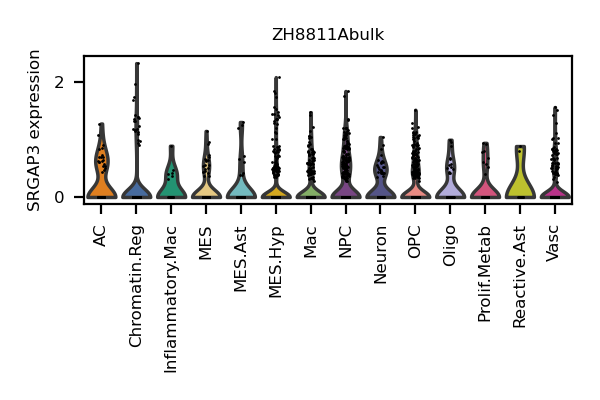 ZH8811Abulk
SRGAP3 expression
2
0
AC
Chromatin.Reg
Inflammatory.Mac
MES
MES.Ast
MES.Hyp
Mac
NPC
Neuron
OPC
Oligo
Prolif.Metab
Reactive.Ast
Vasc